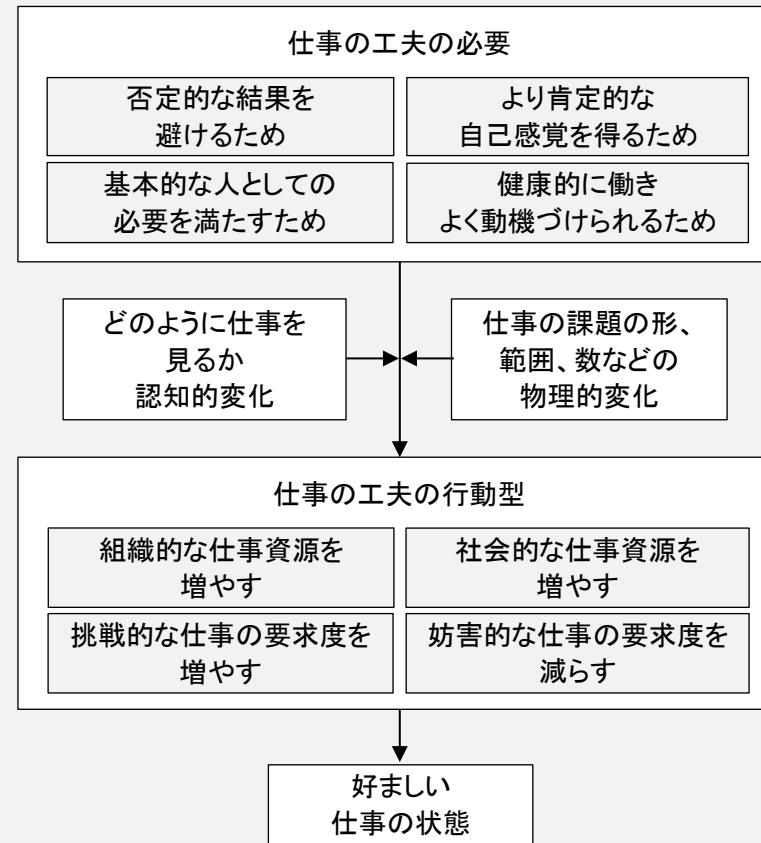 仕事の工夫の必要
否定的な結果を
避けるため
より肯定的な
自己感覚を得るため
基本的な人としての
必要を満たすため
健康的に働き
よく動機づけられるため
どのように仕事を
見るか
認知的変化
仕事の課題の形、
範囲、数などの
物理的変化
仕事の工夫の行動型
組織的な仕事資源を
増やす
社会的な仕事資源を
増やす
挑戦的な仕事の要求度を
増やす
妨害的な仕事の要求度を
減らす
好ましい
仕事の状態